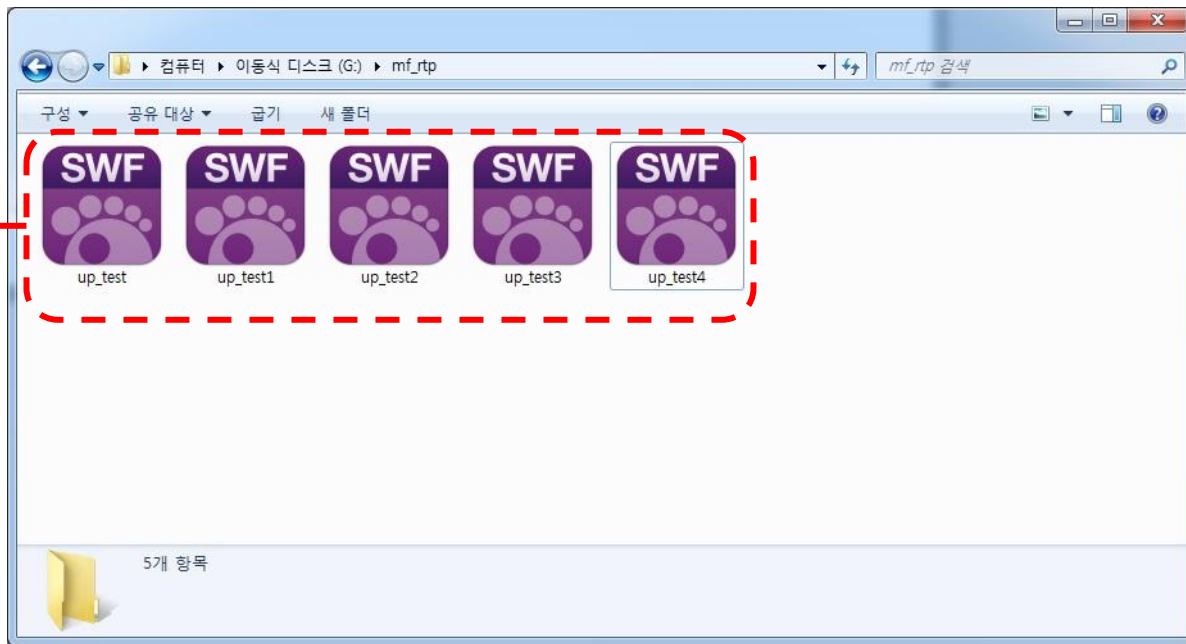 컴퓨터 이동식 디스크 (G:) mf_rtp
mf_rtp 검색
구성 공유 대상 굽기 새 폴더
SWF SWF SWF SWF SWF
up_test up_test1 up_test2 up_test3 up_test4
5개 항목